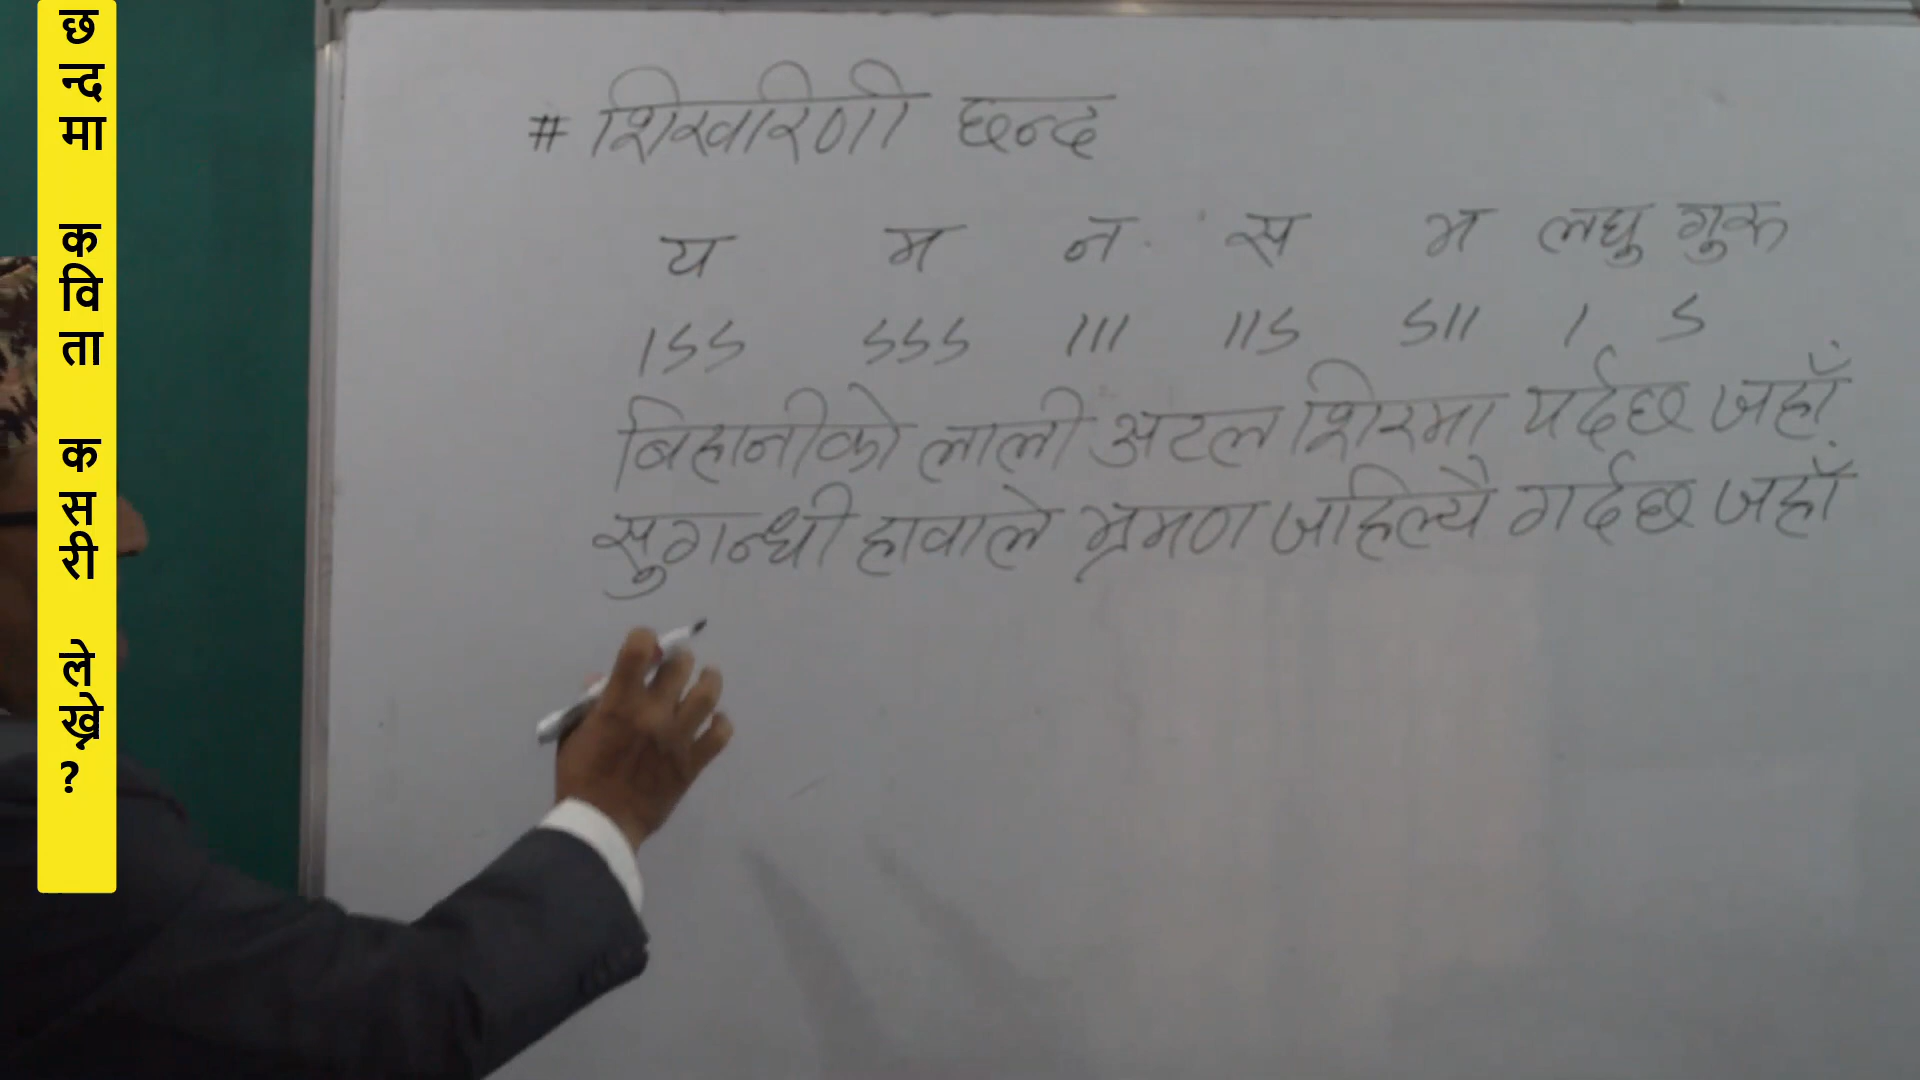 छन्दमा कविता कसरी लेख्ने?
# शिखरिणी छन्द
य म न स भ लघु गुरू
ISS SSS III IIS SII I S
बिहानीको लाली अटल शिरमा पर्दछ जहाँ
सुगन्धी हावाले भ्रमण जहिल्यै गर्दछ जहाँ